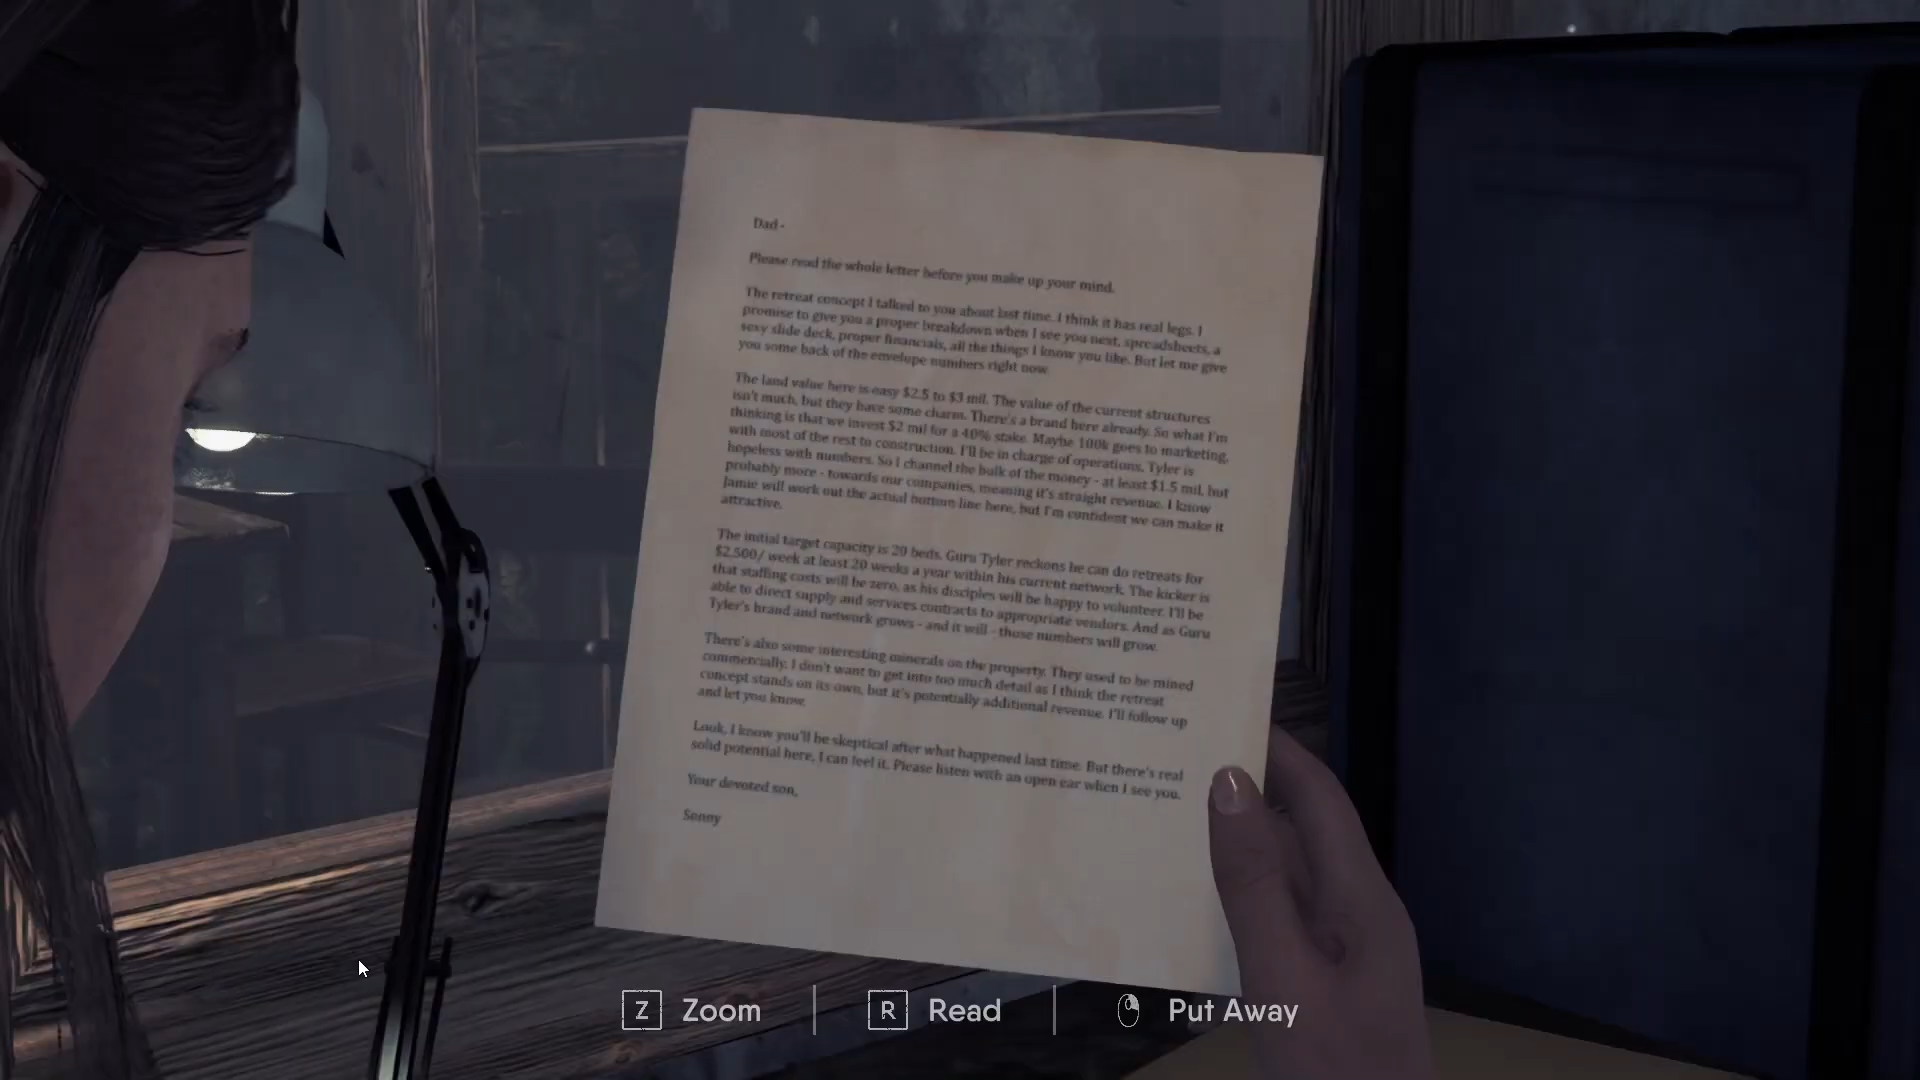 Dad -
Please read the whole letter before you make up your mind.
The retreat concept I talked to you about last time. I think it has real legs. I
promise to give you a proper breakdown when I see you next, spreadsheets, a
sexy slide deck, proper financials, all the things I know you like. But let me give
you some back of the envelope numbers right now.
The land value here is easy $2.5 to $3 mil. The value of the current structures
isn't much, but they have some charm. There's a brand here already. So what I'm
thinking is that we invest $2 mil for a 40% stake. Maybe 100k goes to marketing,
with most of the rest to construction. I'll be in charge of operations, Tyler is
hopeless with numbers. So I channel the bulk of the money - at least $1.5 mil, but
probably more - towards our companies, meaning it's straight revenue. I know
Jamie will work out the actual bottom line here, but I'm confident we can make it
attractive.
The initial target capacity is 20 beds. Guru Tyler reckons he can do retreats for
$2,500/ week at least 20 weeks a year within his current network. The kicker is
that staffing costs will be zero, as his disciples will be happy to volunteer. I'll be
able to direct supply and services contracts to appropriate vendors. And as Guru
Tyler's brand and network grows - and it will - those numbers will grow.
There's also some interesting minerals on the property. They used to be mined
commercially. I don't want to get into too much detail as I think the retreat
concept stands on its own, but it's potentially additional revenue. I'll follow up
and let you know.
Look, I know you'll be skeptical after what happened last time. But there's real
solid potential here, I can feel it. Please listen with an open ear when I see you.
Your devoted son,
Sonny
Z Zoom R Read Put Away